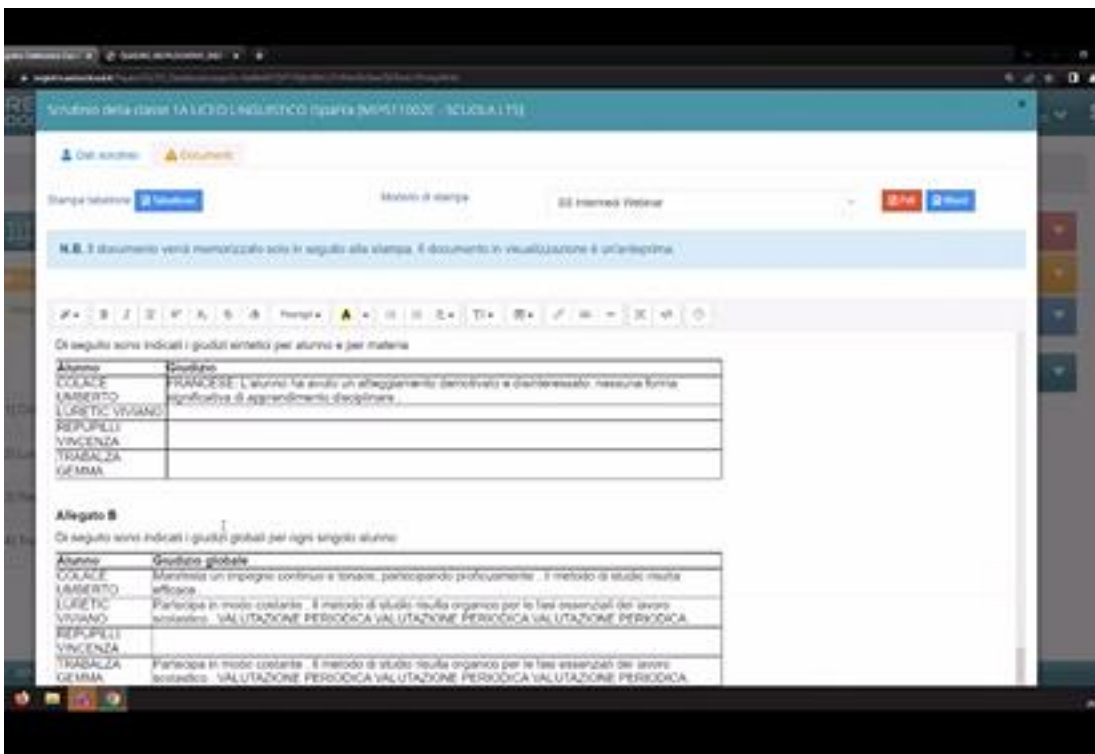 Scrutinio della classe 1A LICEO LINGUISTICO
Dati scrutinio Documenti
Stampa tabellone Tabellone Modello di stampa SS Intermedi Webinar Pdf Word
N.B. Il documento verrà memorizzato solo in seguito alla stampa. Il documento in visualizzazione è un'anteprima.
Di seguito sono indicati i giudizi sintetici per alunno e per materia
Alunno Giudizio
COLACE UMBERTO FRANCESE: L'alunno ha avuto un atteggiamento demotivato e disinteressato, nessuna forma
significativa di apprendimento disciplinare .
LURETIC VIVIANO
REPUPILLI
VINCENZA
TRABALZA
GEMMA
Allegato B
Di seguito sono indicati i giudizi globali per ogni singolo alunno
Alunno Giudizio globale
COLACE Manifesta un impegno continuo e tenace, partecipando proficuamente . Il metodo di studio risulta
UMBERTO efficace .
LURETIC Partecipa in modo costante . Il metodo di studio risulta organico per le fasi essenziali del lavoro
VIVIANO scolastico . VALUTAZIONE PERIODICA VALUTAZIONE PERIODICA VALUTAZIONE PERIODICA.
REPUPILLI
VINCENZA
TRABALZA Partecipa in modo costante . Il metodo di studio risulta organico per le fasi essenziali del lavoro
GEMMA scolastico . VALUTAZIONE PERIODICA VALUTAZIONE PERIODICA VALUTAZIONE PERIODICA.